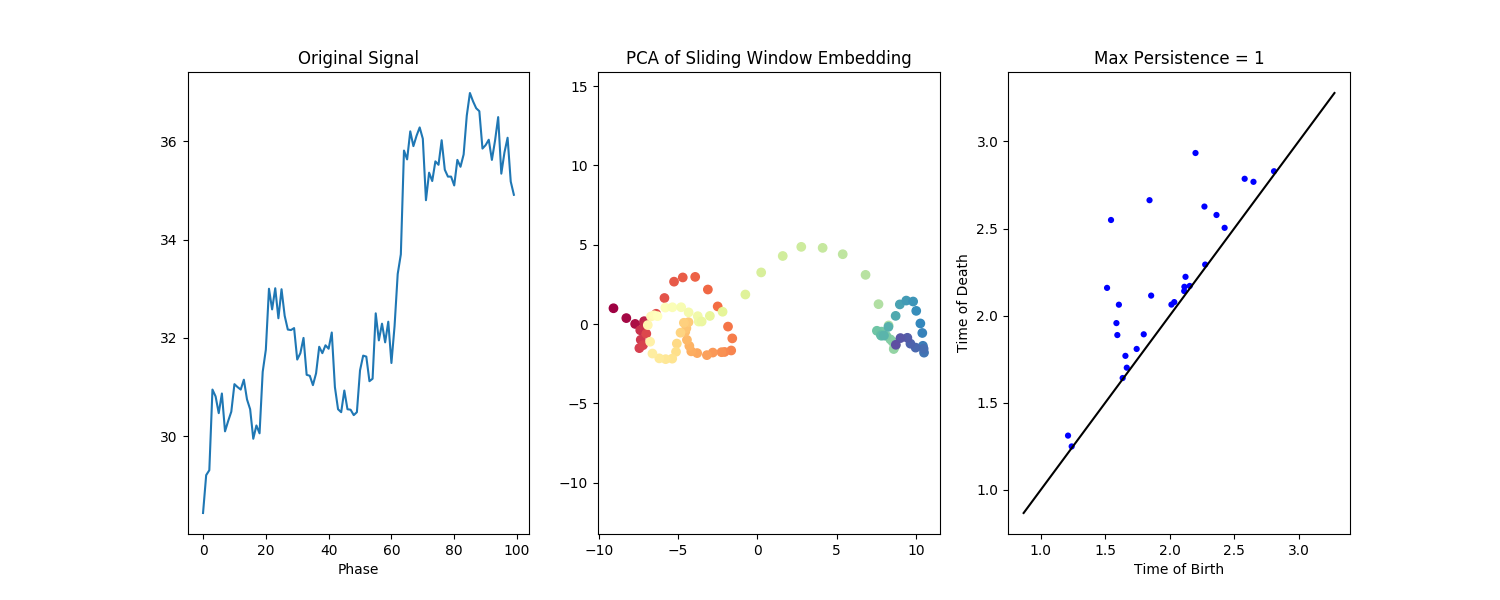 Original Signal
36
34
32
30
0 20 40 60 80 100
Phase
PCA of Sliding Window Embedding
15
10
5
0
−5
−10
−10 −5 0 5 10
Max Persistence = 1
Time of Death
3.0
2.5
2.0
1.5
1.0
1.0 1.5 2.0 2.5 3.0
Time of Birth